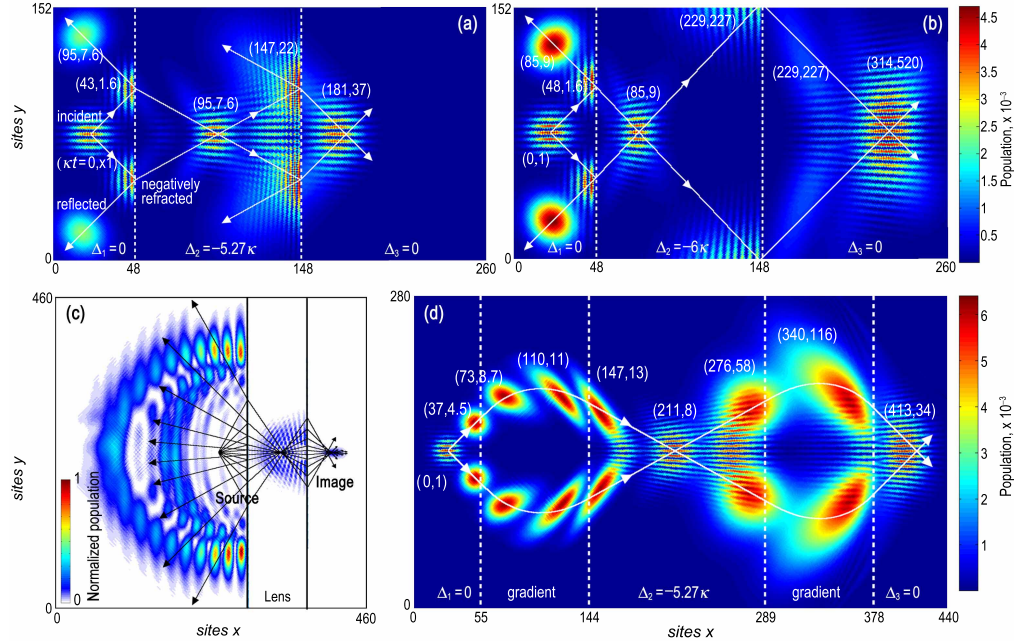 152
sites y
0
(a)
(95,7.6)
(43,1.6)
incident
(κt=0,x1)
reflected
negatively
refracted
(95,7.6)
(147,22)
(181,37)
Δ1=0
Δ2=−5.27κ
Δ3=0
0
48
148
260
152
0
(b)
(85,9)
(48,1.6)
(0,1)
(85,9)
(229,227)
(229,227)
(314,520)
Δ1=0
Δ2=−6κ
Δ3=0
0
48
148
260
4.5
4
3.5
3
2.5
2
1.5
1
0.5
Population, x 10⁻³
460
sites y
0
(c)
1
0
Normalized population
Source
Image
Lens
0
sites x
460
280
0
(d)
(37,4.5)
(0,1)
(73,8.7)
(110,11)
(147,13)
(211,8)
(276,58)
(340,116)
(413,34)
Δ1=0
gradient
Δ2=−5.27κ
gradient
Δ3=0
0
55
144
289
378
440
sites x
6
5
4
3
2
1
Population, x 10⁻³